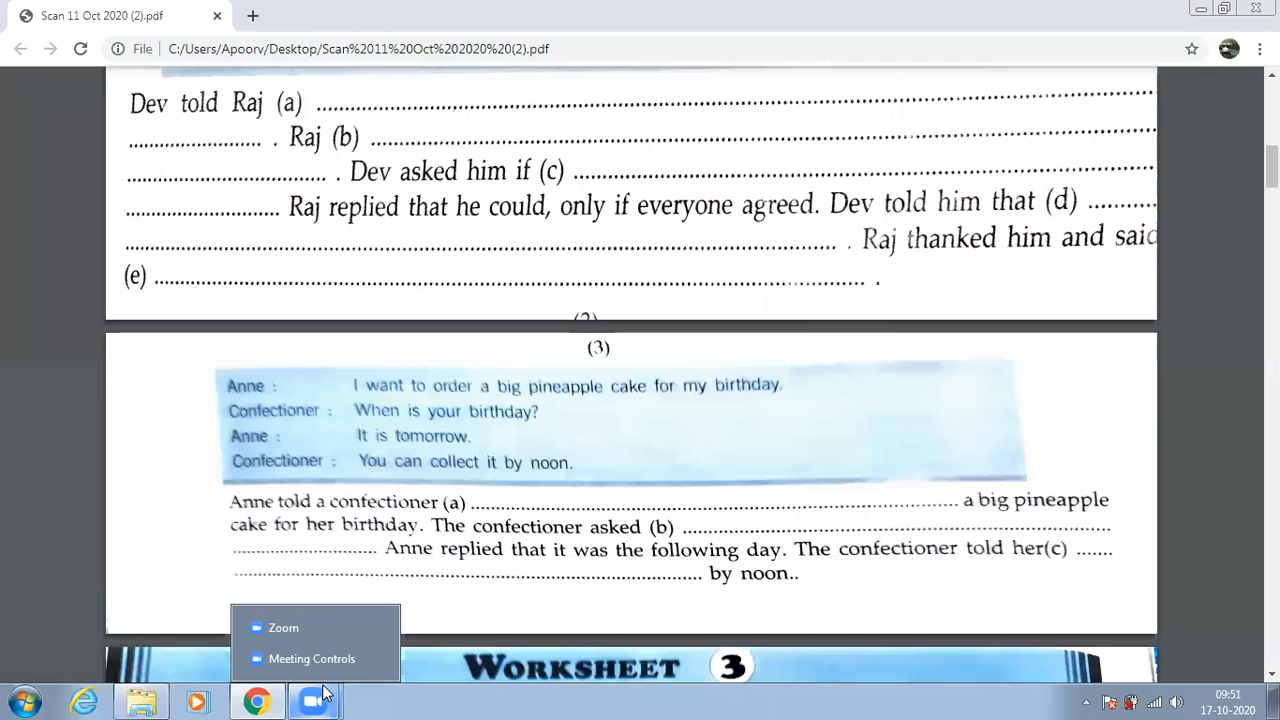 Scan 11 Oct 2020 (2).pdf
File C:/Users/Apoorv/Desktop/Scan%2011%20Oct%202020%20(2).pdf
Dev told Raj (a) ..........
.......... . Raj (b) ..........
.......... . Dev asked him if (c) ..........
.......... Raj replied that he could, only if everyone agreed. Dev told him that (d) ..........
.......... . Raj thanked him and said
(e) .......... .
(3)
Anne : I want to order a big pineapple cake for my birthday.
Confectioner : When is your birthday?
Anne : It is tomorrow.
Confectioner : You can collect it by noon.
Anne told a confectioner (a) .......... a big pineapple
cake for her birthday. The confectioner asked (b) ..........
.......... Anne replied that it was the following day. The confectioner told her(c) .......
.......... by noon..
Zoom
Meeting Controls
WORKSHEET 3
09:51
17-10-2020